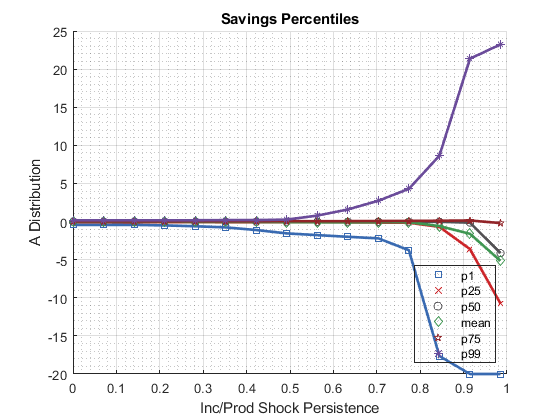 Savings Percentiles
25
20
15
10
5
0
-5
-10
-15
-20
A Distribution
0 0.1 0.2 0.3 0.4 0.5 0.6 0.7 0.8 0.9 1
Inc/Prod Shock Persistence
p1
p25
p50
mean
p75
p99